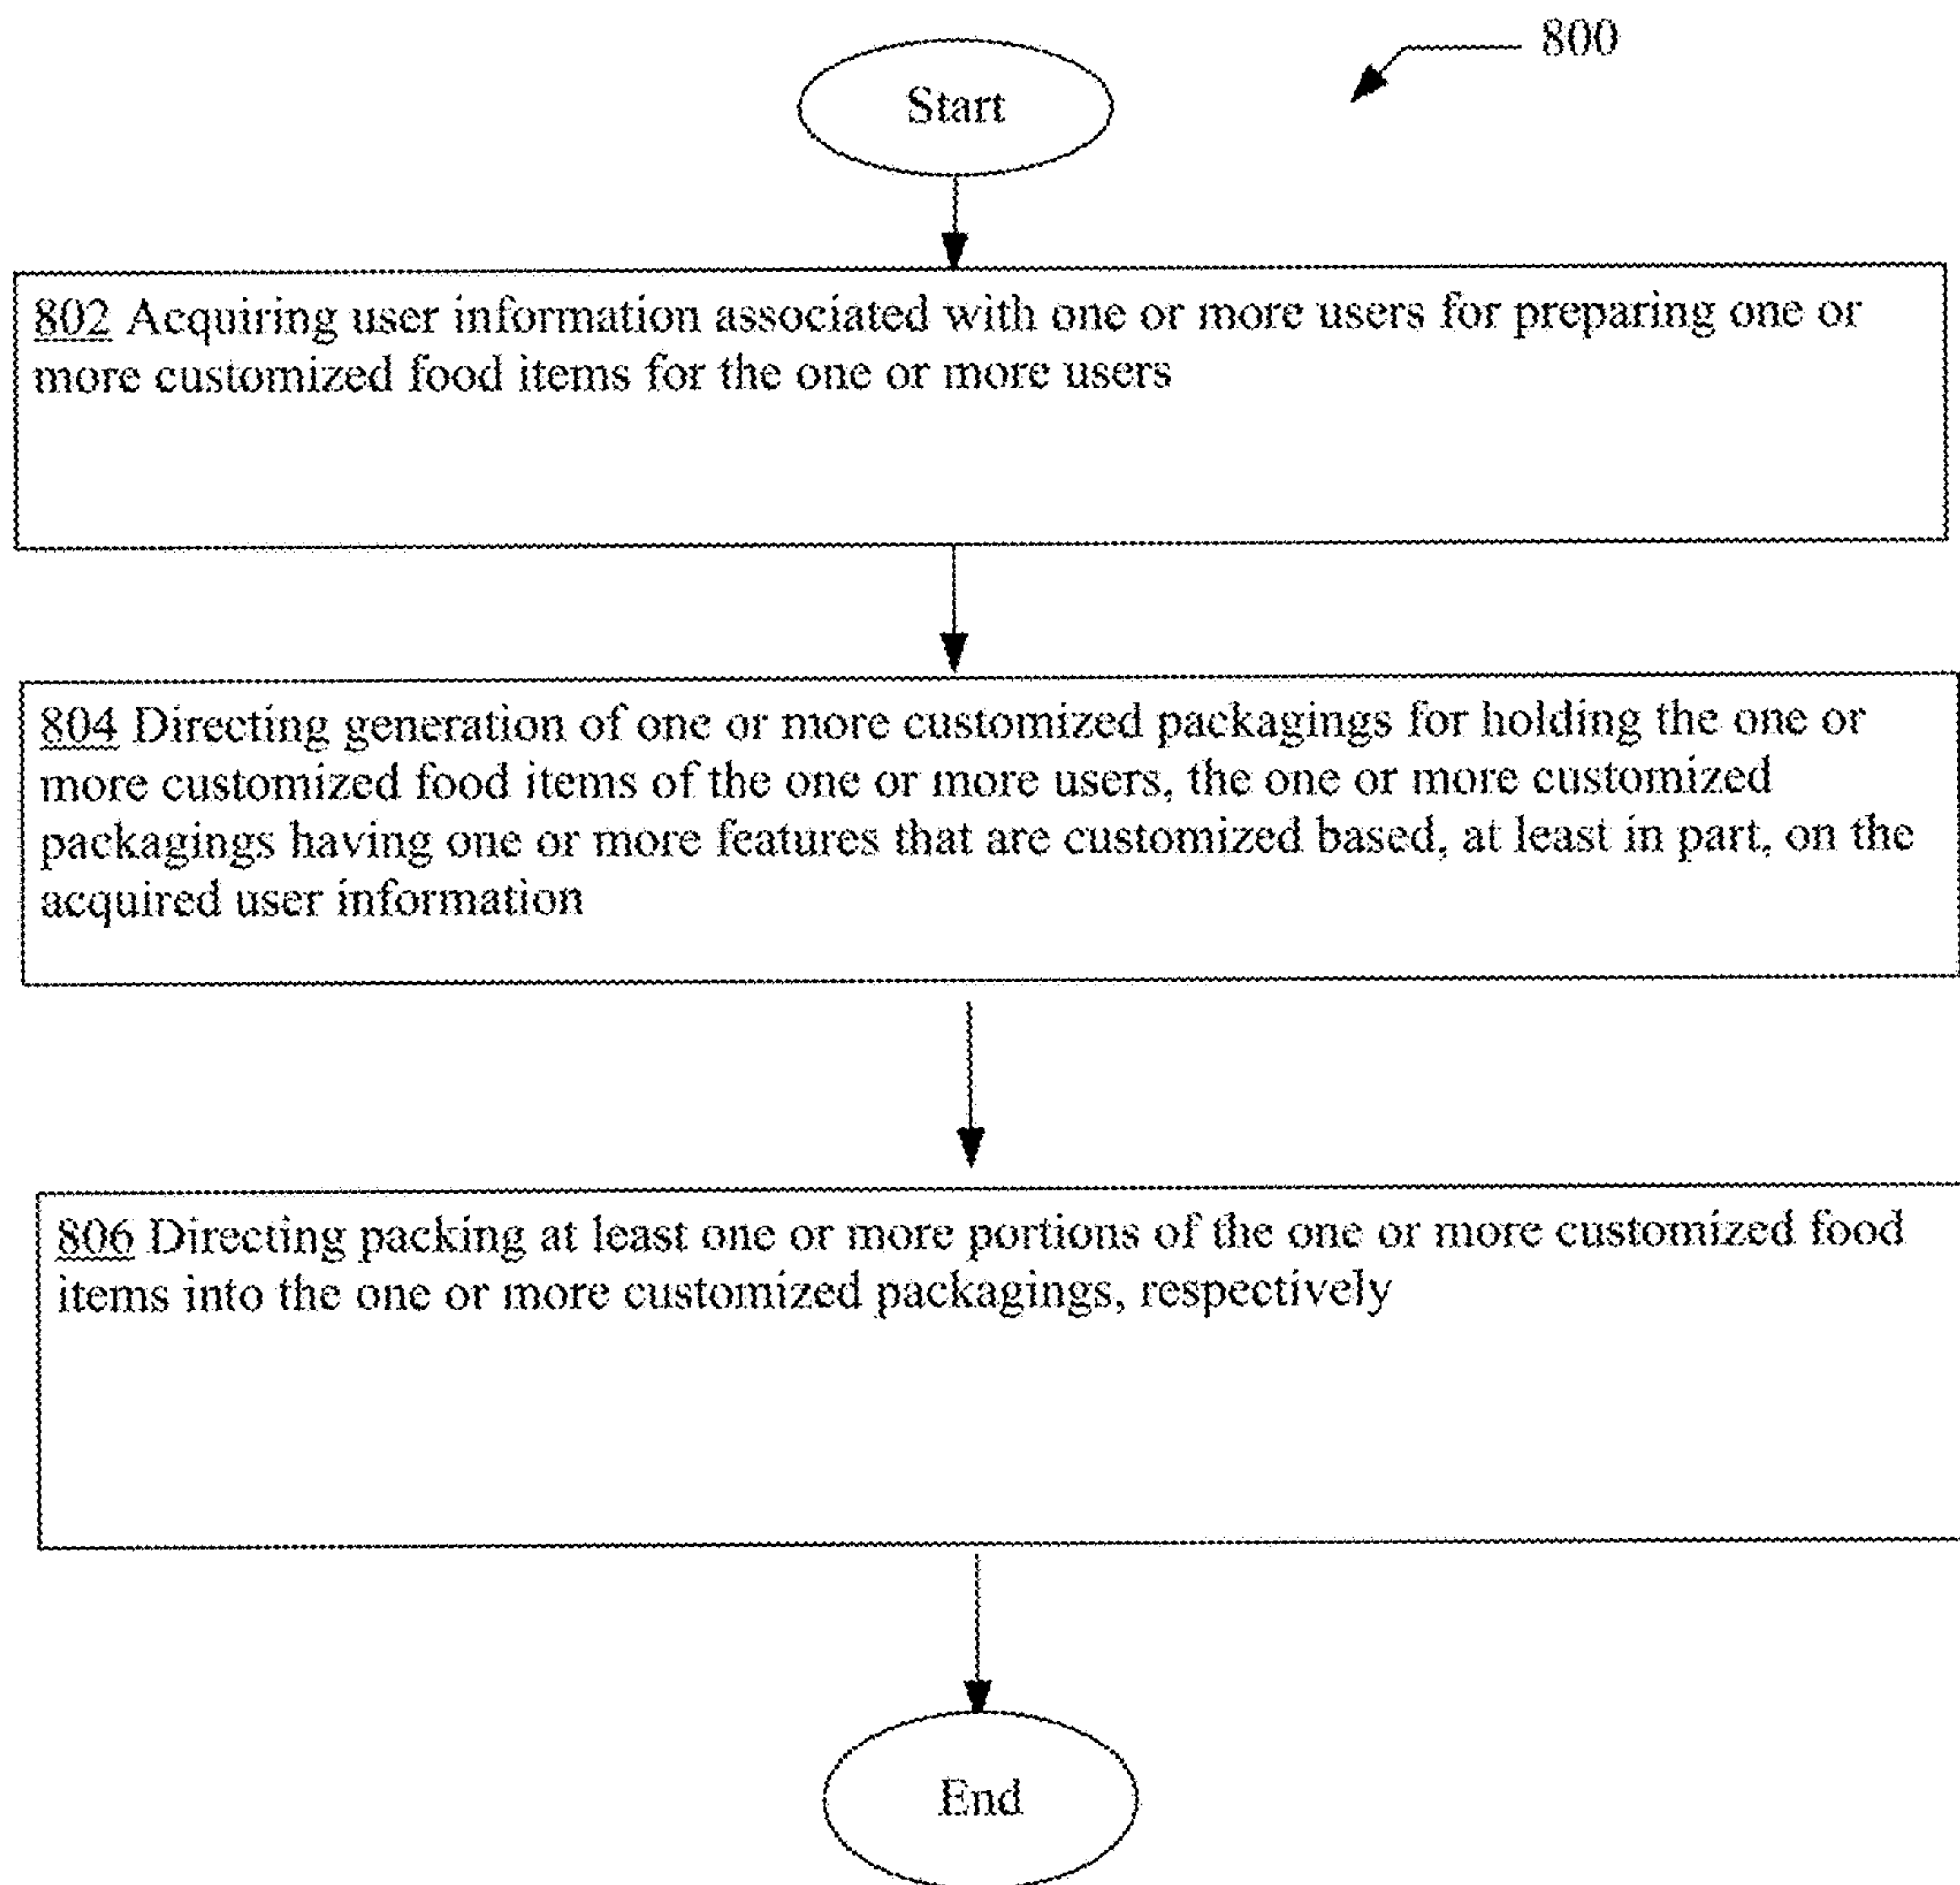 800
Start
802 Acquiring user information associated with one or more users for preparing one or
more customized food items for the one or more users
804 Directing generation of one or more customized packagings for holding the one or
more customized food items of the one or more users, the one or more customized
packagings having one or more features that are customized based, at least in part, on the
acquired user information
806 Directing packing at least one or more portions of the one or more customized food
items into the one or more customized packagings, respectively
End